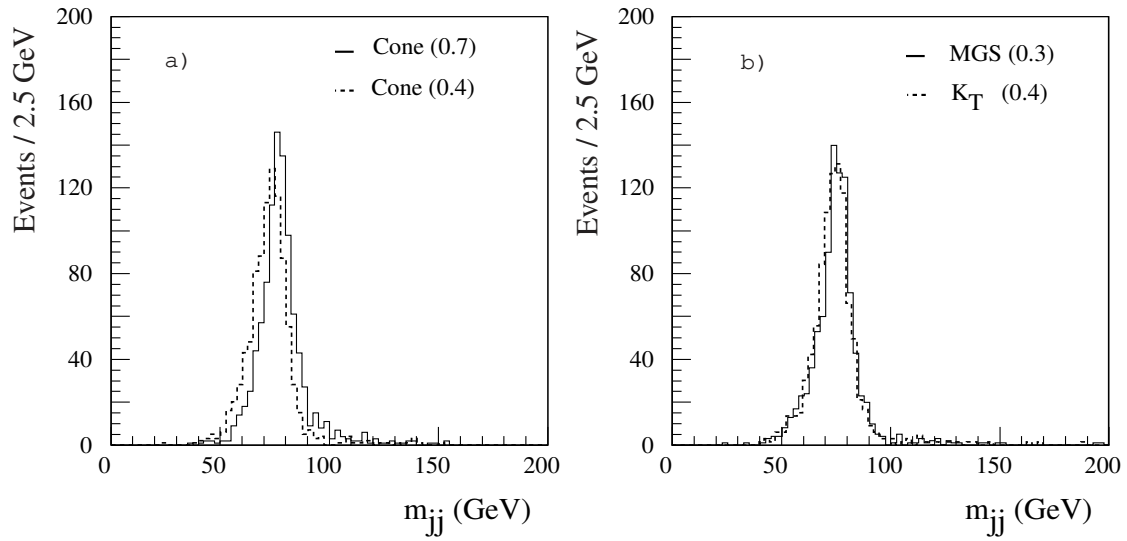 Events / 2.5 GeV
200
160
120
80
40
0
a)
Cone (0.7)
Cone (0.4)
0 50 100 150 200
m_jj (GeV)
Events / 2.5 GeV
200
160
120
80
40
0
b)
MGS (0.3)
K_T (0.4)
0 50 100 150 200
m_jj (GeV)